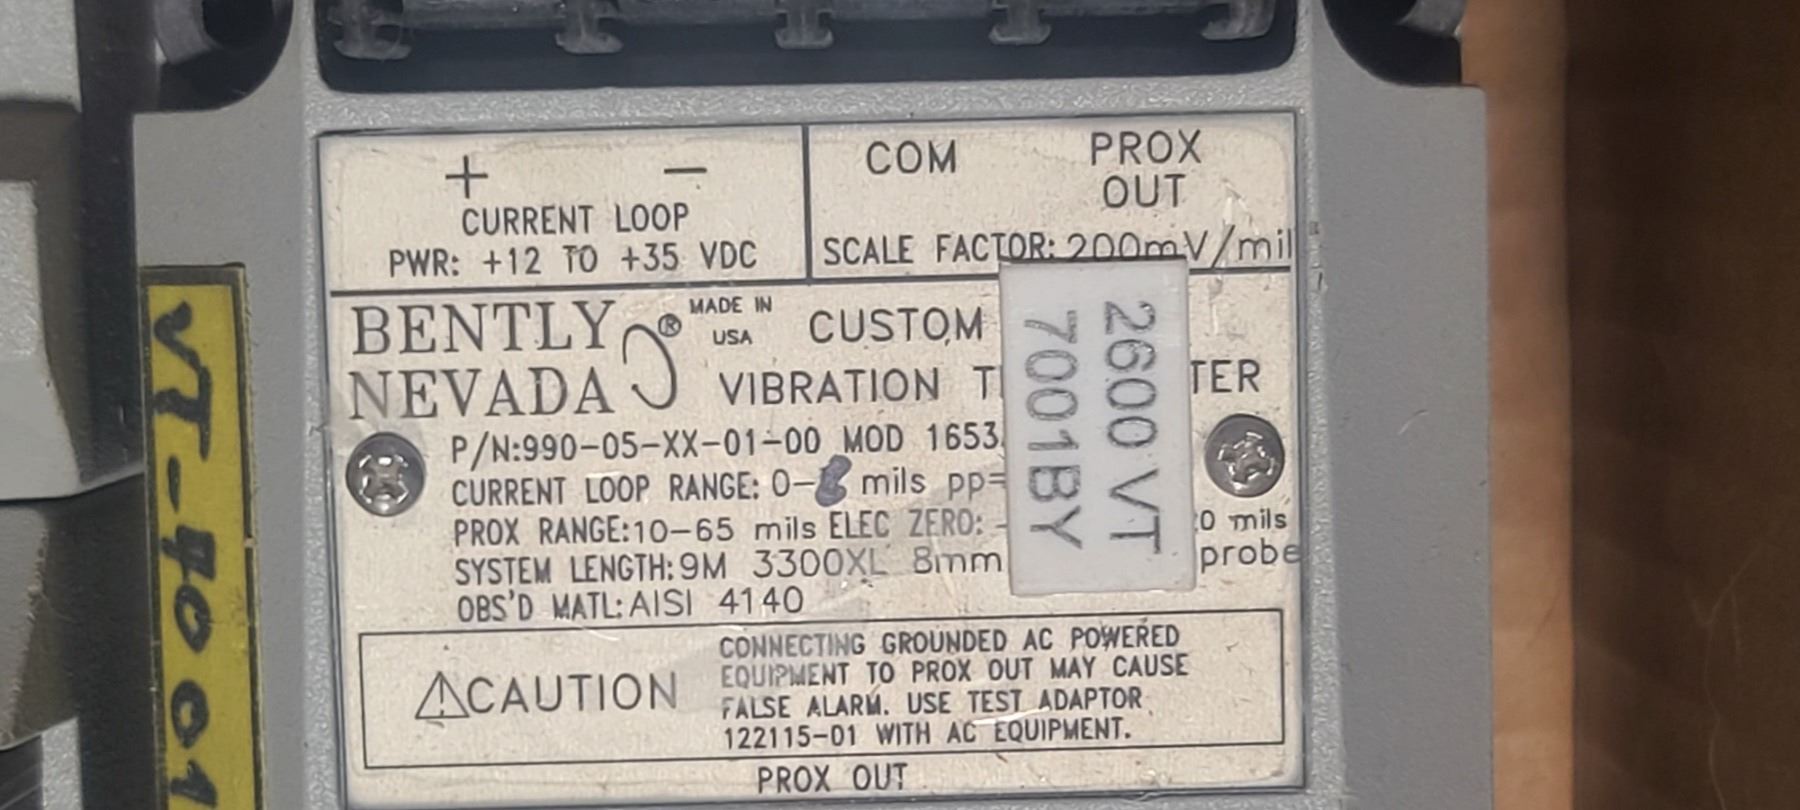 + −
CURRENT LOOP
PWR: +12 TO +35 VDC
COM
PROX
OUT
SCALE FACTOR: 200mV/mil
BENTLY
NEVADA
®
MADE IN
USA
CUSTOM
VIBRATION T TER
P/N:990-05-XX-01-00 MOD 1653
CURRENT LOOP RANGE: 0- mils pp=
PROX RANGE:10-65 mils ELEC ZERO: 0 mils
SYSTEM LENGTH:9M 3300XL 8mm probe
OBS'D MATL:AISI 4140
CAUTION
CONNECTING GROUNDED AC POWERED
EQUIPMENT TO PROX OUT MAY CAUSE
FALSE ALARM. USE TEST ADAPTOR
122115-01 WITH AC EQUIPMENT.
PROX OUT
2600 VT
7001BY
VT-4001